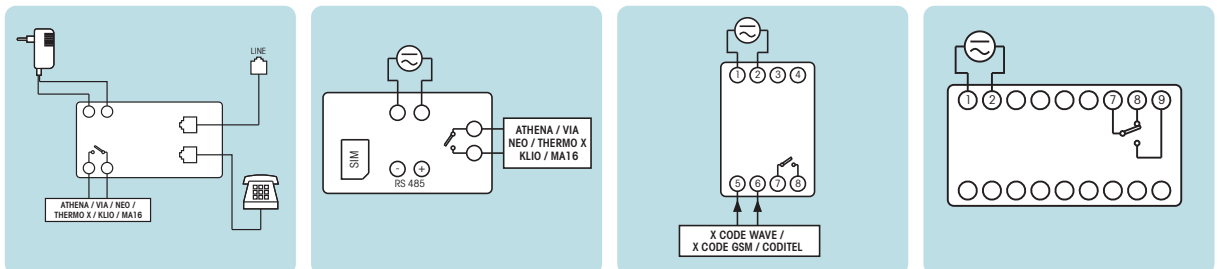 LINE
ATHENA / VIA / NEO /
THERMO X / KLIO / MA16
SIM
- +
RS 485
ATHENA / VIA
NEO / THERMO X
KLIO / MA16
1 2 3 4
5 6 7 8
X CODE WAVE /
X CODE GSM / CODITEL
1 2 7 8 9